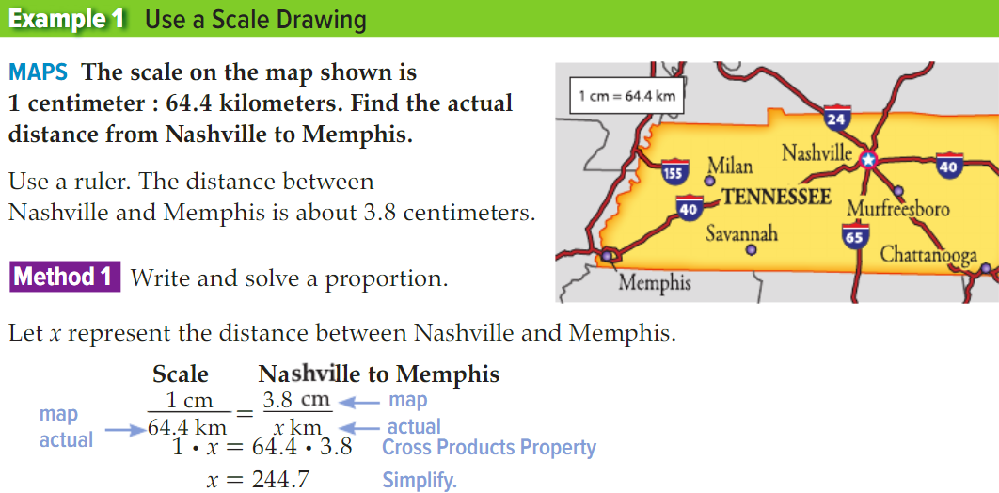 Example 1 Use a Scale Drawing
MAPS The scale on the map shown is
1 centimeter : 64.4 kilometers. Find the actual
distance from Nashville to Memphis.
Use a ruler. The distance between
Nashville and Memphis is about 3.8 centimeters.
1 cm = 64.4 km
24
Nashville
155
Milan
40
TENNESSEE
40
Murfreesboro
Savannah
65
Chattanooga
Memphis
Method 1 Write and solve a proportion.
Let x represent the distance between Nashville and Memphis.
Scale Nashville to Memphis
map 1 cm / 64.4 km = 3.8 cm / x km map
actual actual
1 • x = 64.4 • 3.8 Cross Products Property
x = 244.7 Simplify.